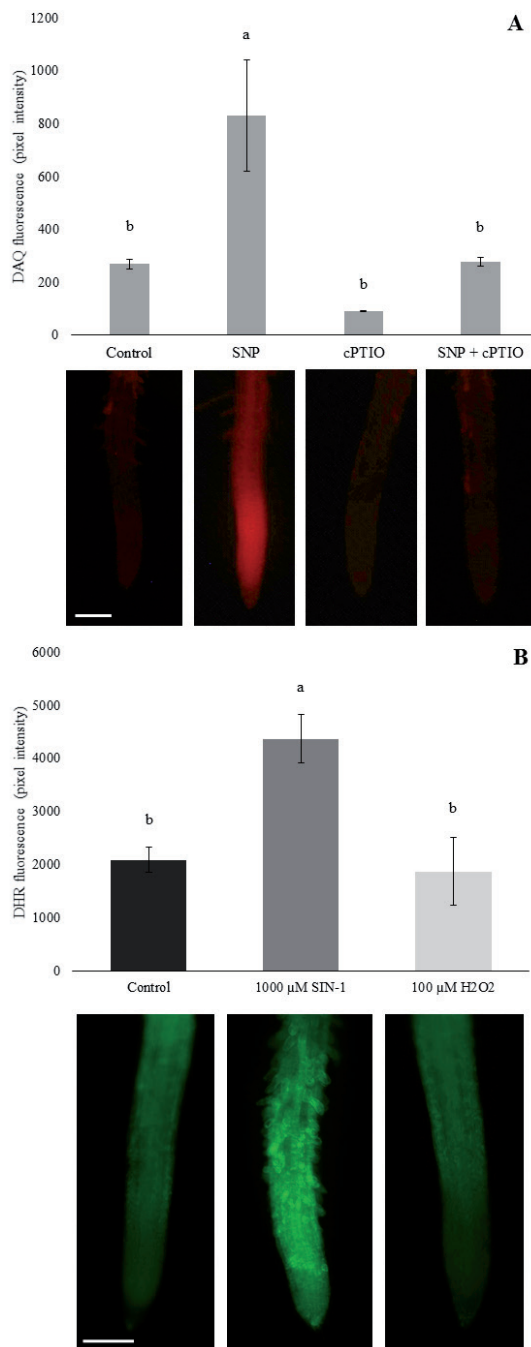 A
DAQ fluorescence (pixel intensity)
1200
1000
800
600
400
200
0
b
a
b
b
Control SNP cPTIO SNP + cPTIO
B
DHR fluorescence (pixel intensity)
6000
5000
4000
3000
2000
1000
0
b
a
b
Control 1000 µM SIN-1 100 µM H2O2